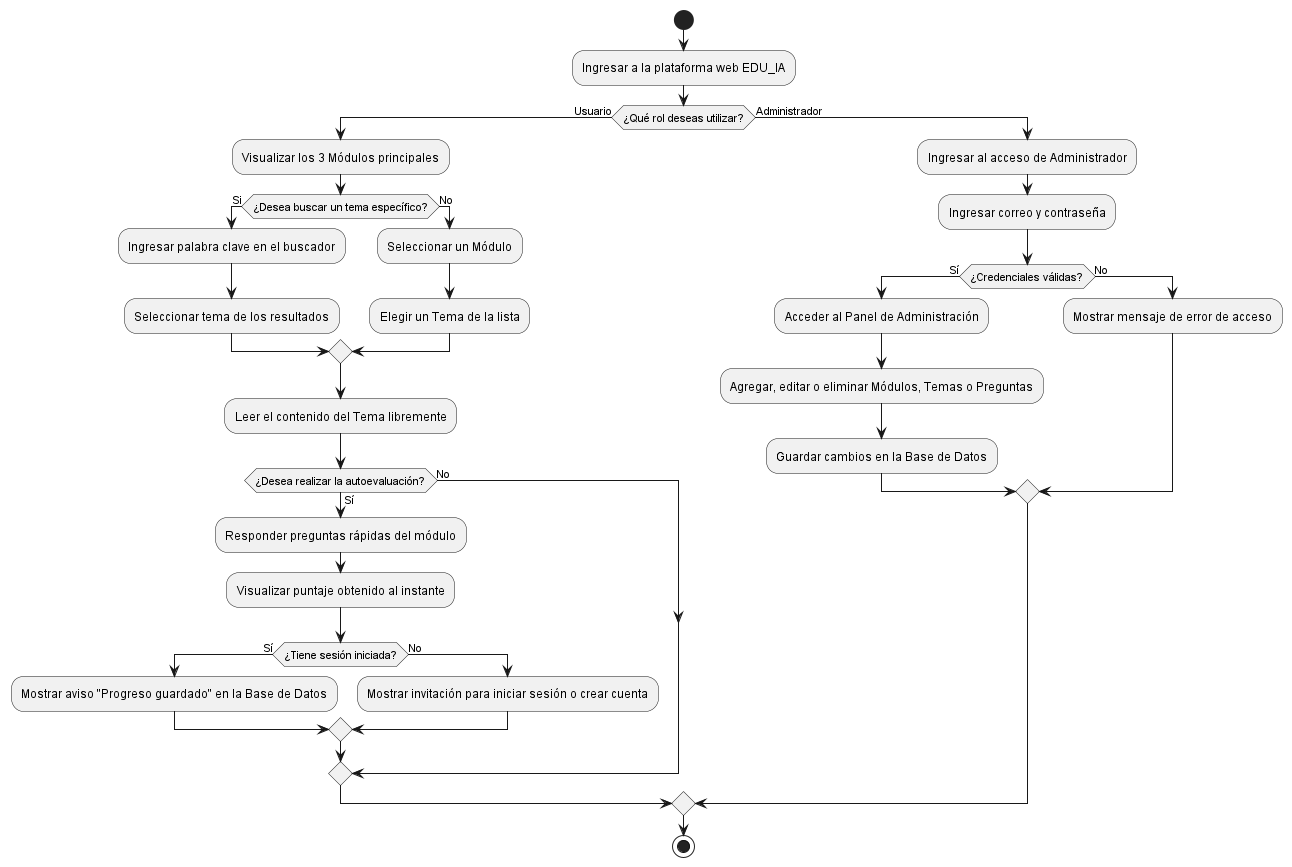 Ingresar a la plataforma web EDU_IA
Usuario
¿Qué rol deseas utilizar?
Administrador
Visualizar los 3 Módulos principales
Si
¿Desea buscar un tema específico?
No
Ingresar palabra clave en el buscador
Seleccionar tema de los resultados
Seleccionar un Módulo
Elegir un Tema de la lista
Leer el contenido del Tema libremente
¿Desea realizar la autoevaluación?
No
Sí
Responder preguntas rápidas del módulo
Visualizar puntaje obtenido al instante
Sí
¿Tiene sesión iniciada?
No
Mostrar aviso "Progreso guardado" en la Base de Datos
Mostrar invitación para iniciar sesión o crear cuenta
Ingresar al acceso de Administrador
Ingresar correo y contraseña
Sí
¿Credenciales válidas?
No
Acceder al Panel de Administración
Agregar, editar o eliminar Módulos, Temas o Preguntas
Guardar cambios en la Base de Datos
Mostrar mensaje de error de acceso